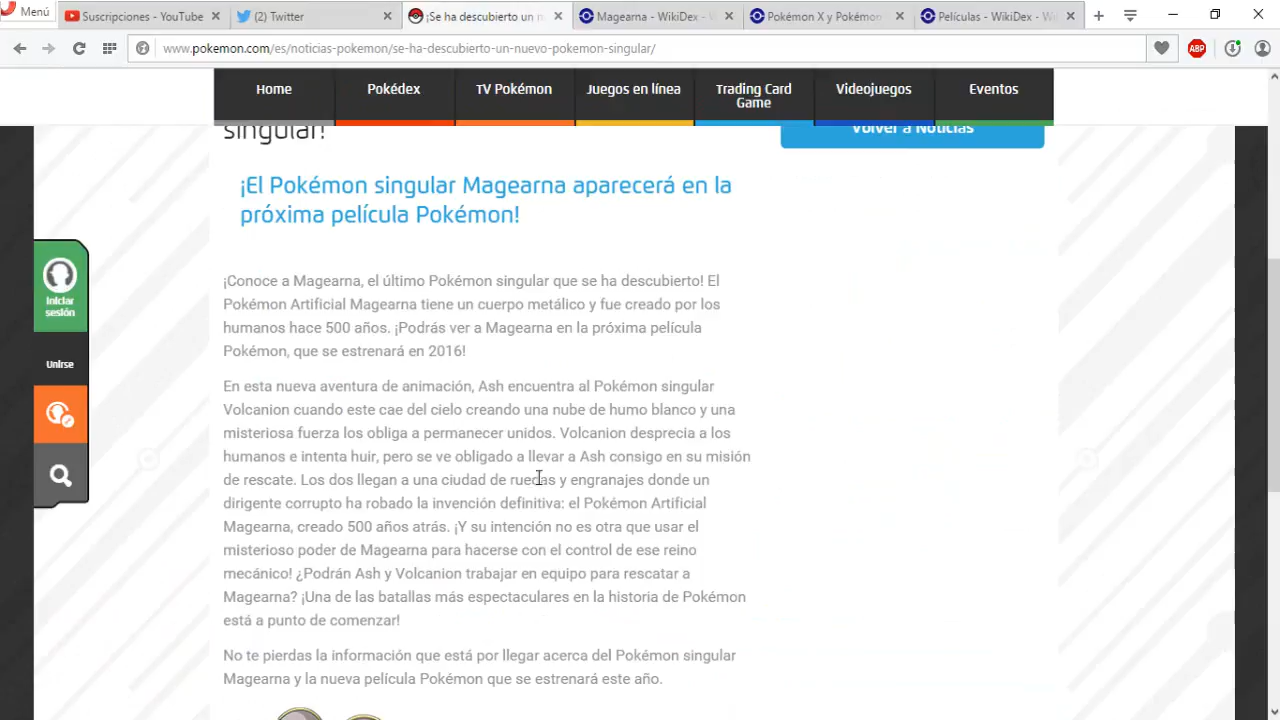 Menú
Suscripciones - YouTube
(2) Twitter
¡Se ha descubierto un n
Magearna - WikiDex - W
Pokémon X y Pokémon
Películas - WikiDex - Wi
www.pokemon.com/es/noticias-pokemon/se-ha-descubierto-un-nuevo-pokemon-singular/
ABP
Home
Pokédex
TV Pokémon
Juegos en línea
Trading Card
Game
Videojuegos
Eventos
singular!
Volver a Noticias
¡El Pokémon singular Magearna aparecerá en la
próxima película Pokémon!
¡Conoce a Magearna, el último Pokémon singular que se ha descubierto! El
Pokémon Artificial Magearna tiene un cuerpo metálico y fue creado por los
humanos hace 500 años. ¡Podrás ver a Magearna en la próxima película
Pokémon, que se estrenará en 2016!
En esta nueva aventura de animación, Ash encuentra al Pokémon singular
Volcanion cuando este cae del cielo creando una nube de humo blanco y una
misteriosa fuerza los obliga a permanecer unidos. Volcanion desprecia a los
humanos e intenta huir, pero se ve obligado a llevar a Ash consigo en su misión
de rescate. Los dos llegan a una ciudad de ruedas y engranajes donde un
dirigente corrupto ha robado la invención definitiva: el Pokémon Artificial
Magearna, creado 500 años atrás. ¡Y su intención no es otra que usar el
misterioso poder de Magearna para hacerse con el control de ese reino
mecánico! ¿Podrán Ash y Volcanion trabajar en equipo para rescatar a
Magearna? ¡Una de las batallas más espectaculares en la historia de Pokémon
está a punto de comenzar!
No te pierdas la información que está por llegar acerca del Pokémon singular
Magearna y la nueva película Pokémon que se estrenará este año.
Iniciar
sesión
Unirse